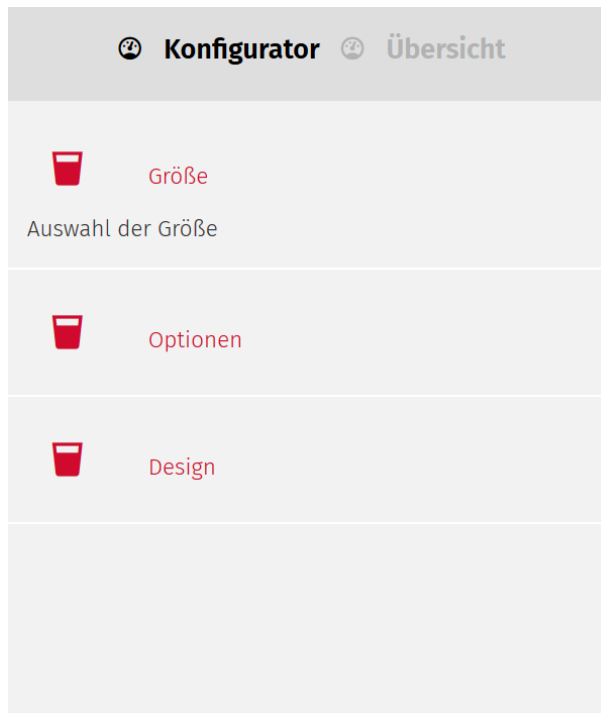 Konfigurator Übersicht
Größe
Auswahl der Größe
Optionen
Design